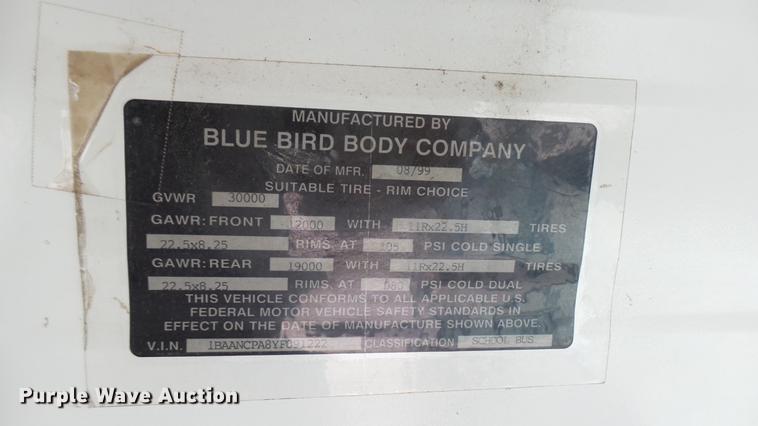 MANUFACTURED BY
BLUE BIRD BODY COMPANY
DATE OF MFR. 08/99
SUITABLE TIRE - RIM CHOICE
GVWR 30000
GAWR: FRONT 12000 WITH 11Rx22.5H TIRES
22.5x8.25 RIMS, AT 105 PSI COLD SINGLE
GAWR: REAR 19000 WITH 11Rx22.5H TIRES
22.5x8.25 RIMS, AT PSI COLD DUAL
THIS VEHICLE CONFORMS TO ALL APPLICABLE U.S.
FEDERAL MOTOR VEHICLE SAFETY STANDARDS IN
EFFECT ON THE DATE OF MANUFACTURE SHOWN ABOVE.
V.I.N. 1BAANCPA8YF091222 CLASSIFICATION SCHOOL BUS
Purple Wave Auction